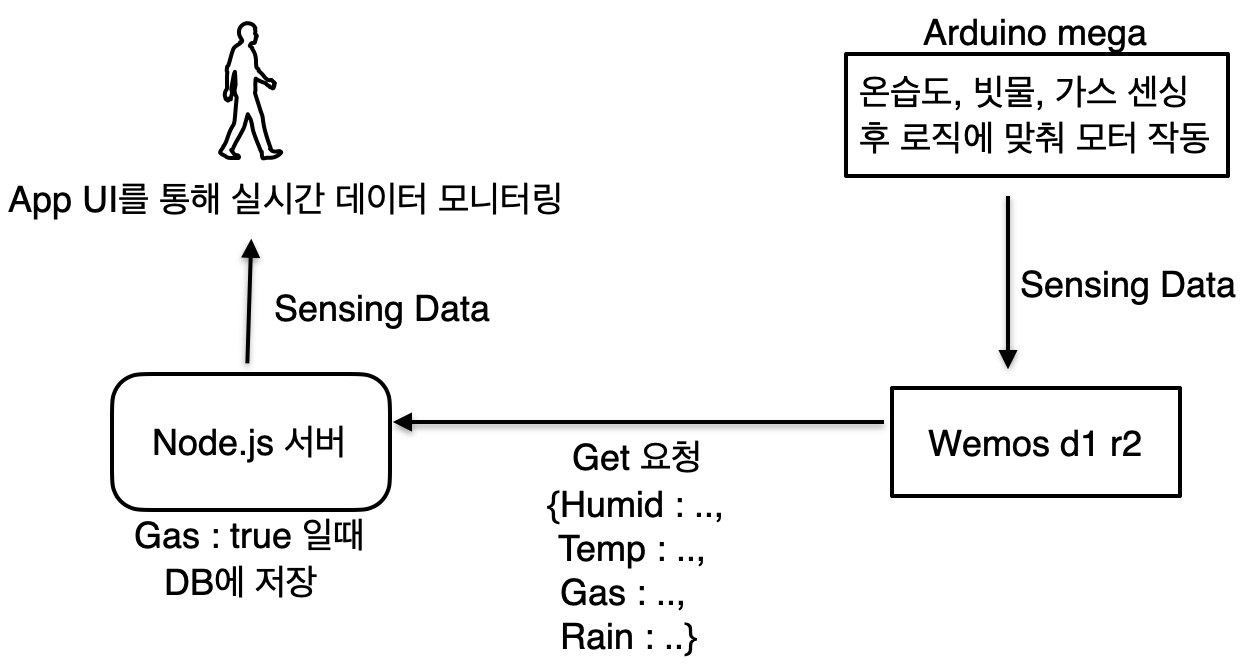 Arduino mega
온습도, 빗물, 가스 센싱
후 로직에 맞춰 모터 작동
App UI를 통해 실시간 데이터 모니터링
Sensing Data
Sensing Data
Node.js 서버
Wemos d1 r2
Get 요청
{Humid : ..,
Temp : ..,
Gas : ..,
Rain : ..}
Gas : true 일때
DB에 저장